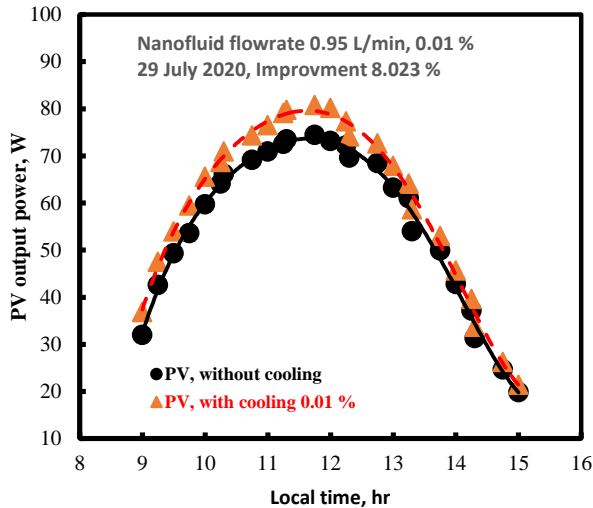 Nanofluid flowrate 0.95 L/min, 0.01 %
29 July 2020, Improvment 8.023 %
PV output power, W
100
90
80
70
60
50
40
30
20
10
PV, without cooling
PV, with cooling 0.01 %
8 9 10 11 12 13 14 15 16
Local time, hr